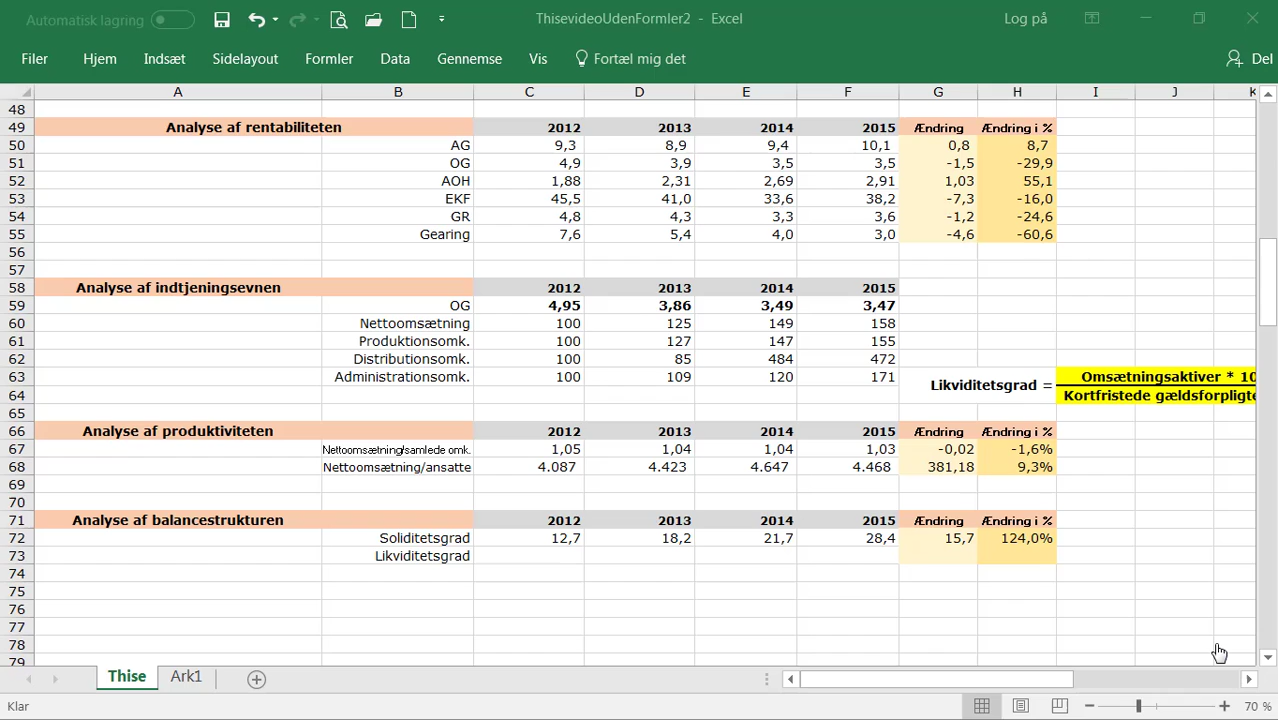 Automatisk lagring ThisevideoUdenFormler2 - Excel Log på
Filer Hjem Indsæt Sidelayout Formler Data Gennemse Vis Fortæl mig det Del
A B C D E F G H I J K
48
49 Analyse af rentabiliteten 2012 2013 2014 2015 Ændring Ændring i %
50 AG 9,3 8,9 9,4 10,1 0,8 8,7
51 OG 4,9 3,9 3,5 3,5 -1,5 -29,9
52 AOH 1,88 2,31 2,69 2,91 1,03 55,1
53 EKF 45,5 41,0 33,6 38,2 -7,3 -16,0
54 GR 4,8 4,3 3,3 3,6 -1,2 -24,6
55 Gearing 7,6 5,4 4,0 3,0 -4,6 -60,6
56
57
58 Analyse af indtjeningsevnen 2012 2013 2014 2015
59 OG 4,95 3,86 3,49 3,47
60 Nettoomsætning 100 125 149 158
61 Produktionsomk. 100 127 147 155
62 Distributionsomk. 100 85 484 472
63 Administrationsomk. 100 109 120 171 Likviditetsgrad = Omsætningsaktiver * 10
64 Kortfristede gældsforpligte
65
66 Analyse af produktiviteten 2012 2013 2014 2015 Ændring Ændring i %
67 Nettoomsætning/samlede omk. 1,05 1,04 1,04 1,03 -0,02 -1,6%
68 Nettoomsætning/ansatte 4.087 4.423 4.647 4.468 381,18 9,3%
69
70
71 Analyse af balancestrukturen 2012 2013 2014 2015 Ændring Ændring i %
72 Soliditetsgrad 12,7 18,2 21,7 28,4 15,7 124,0%
73 Likviditetsgrad
74
75
76
77
78
79
Thise Ark1
Klar 70 %